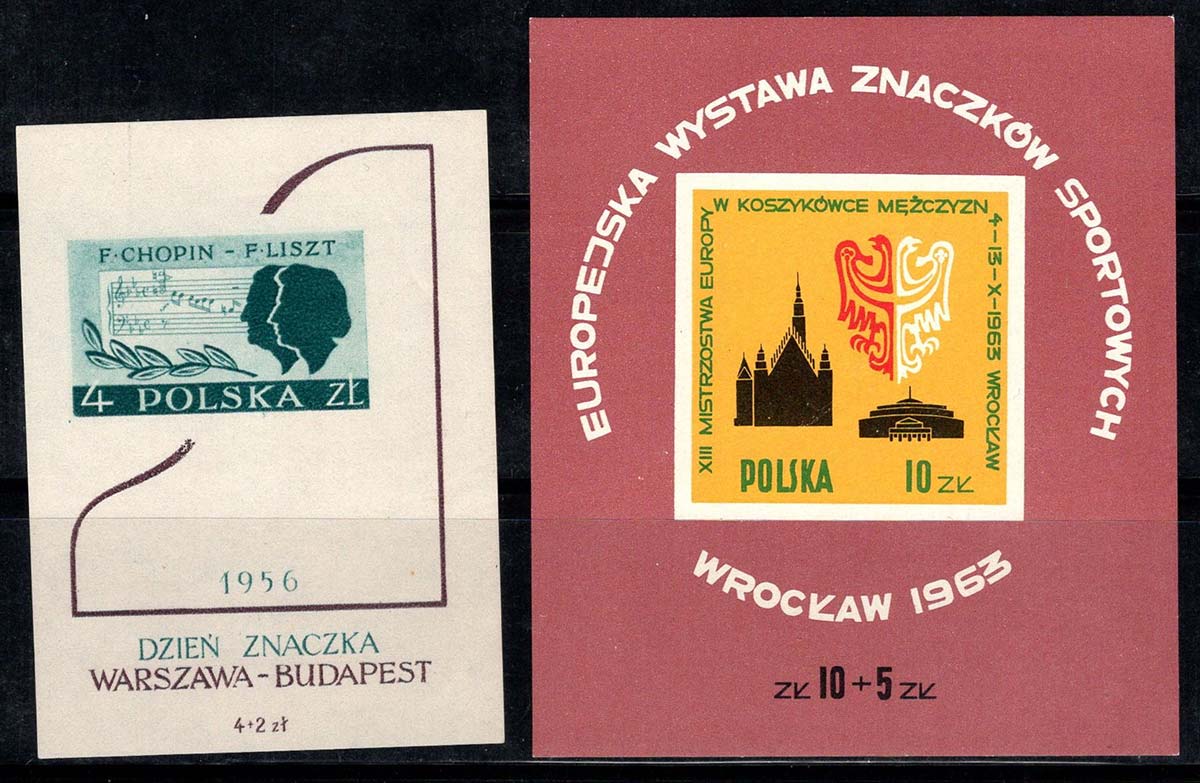 F·CHOPIN - F·LISZT
4 POLSKA ZŁ
1956
DZIEŃ ZNACZKA
WARSZAWA-BUDAPEST
4+2 zł
EUROPEJSKA WYSTAWA ZNACZKÓW SPORTOWYCH
XIII MISTRZOSTWA EUROPY
W KOSZYKÓWCE MĘŻCZYZN
4-13-X-1963 WROCŁAW
POLSKA 10 ZŁ
WROCŁAW 1963
ZŁ 10+5 ZŁ